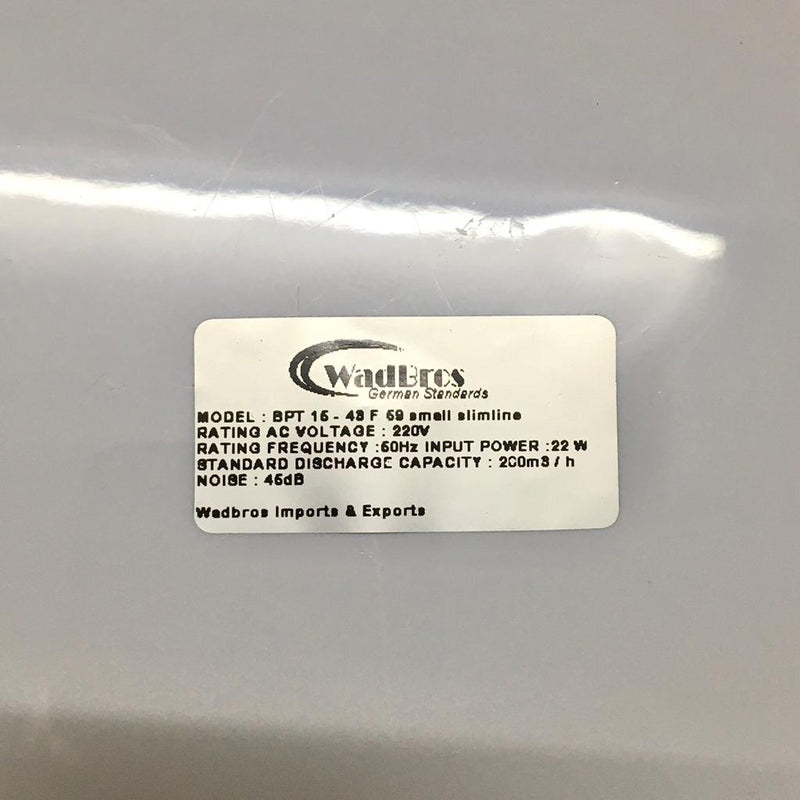 WadBros
German Standards
MODEL : BPT 15 - 43 F 59 small slimline
RATING AC VOLTAGE : 220V
RATING FREQUENCY :50Hz INPUT POWER :22 W
STANDARD DISCHARGE CAPACITY : 200m3 / h
NOISE : 45dB
Wadbros Imports & Exports